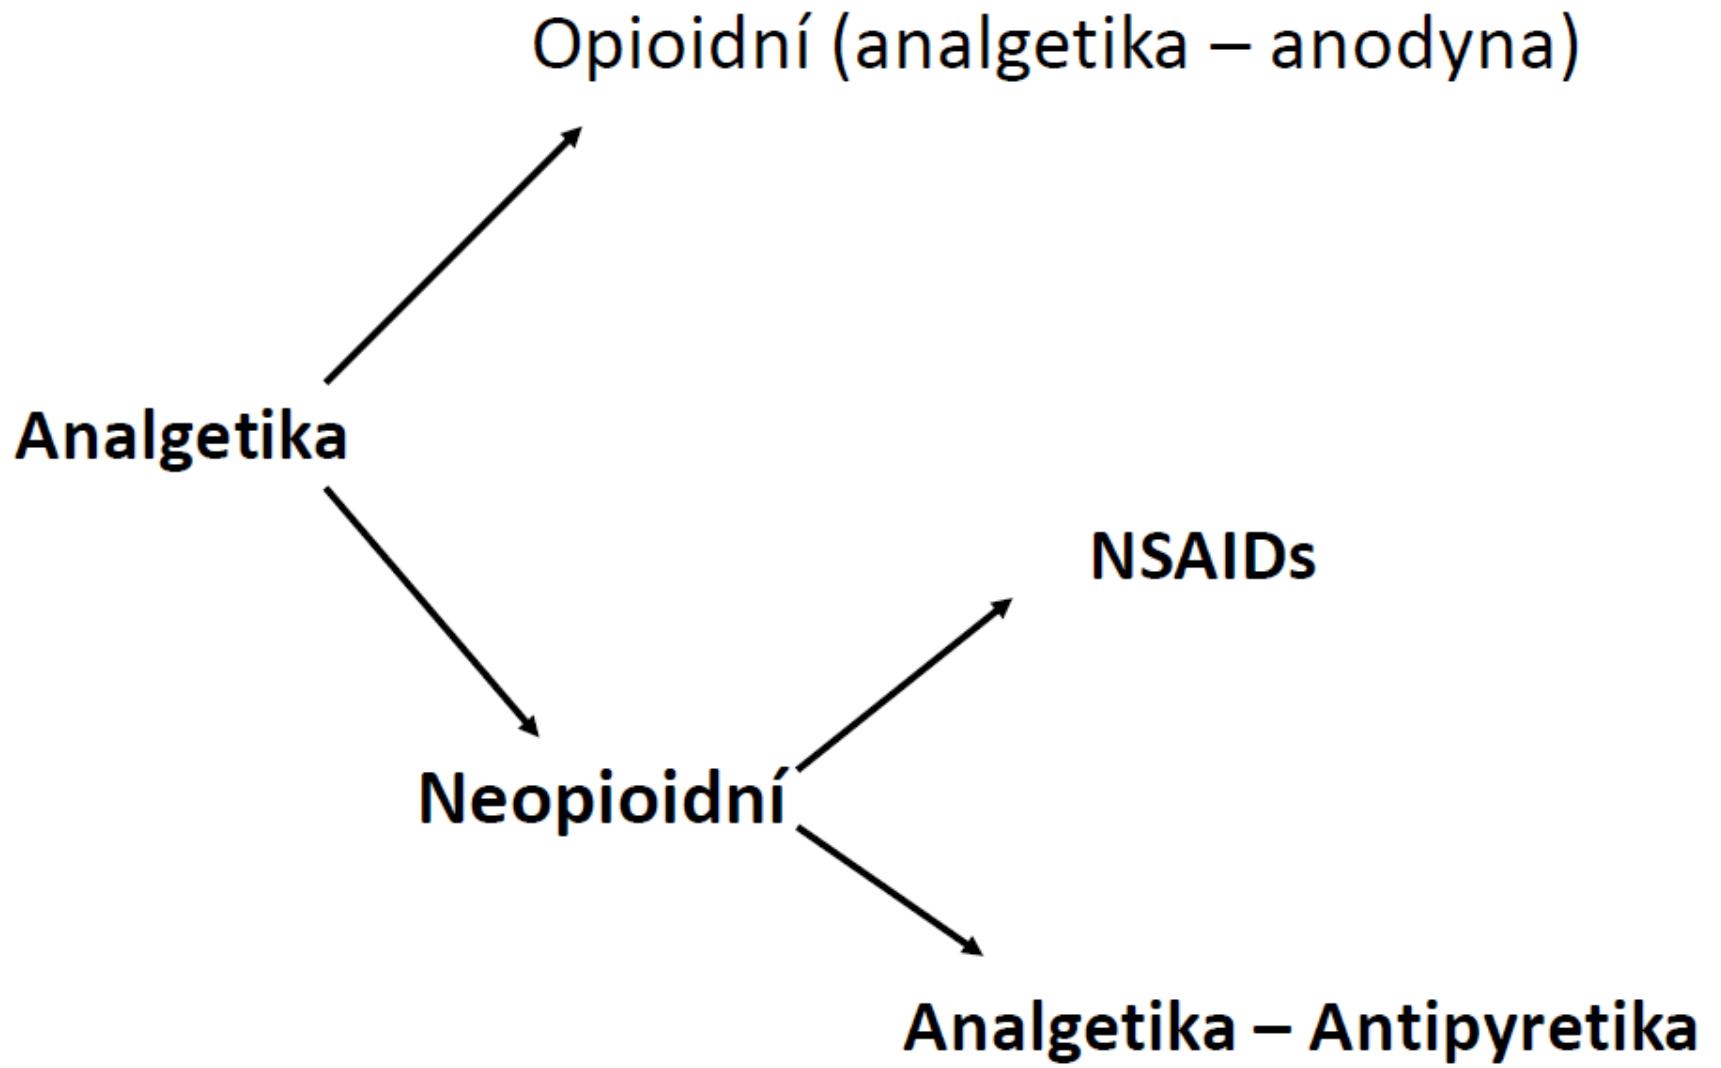 Opioidní (analgetika – anodyna)
Analgetika
NSAIDs
Neopioidní
Analgetika – Antipyretika